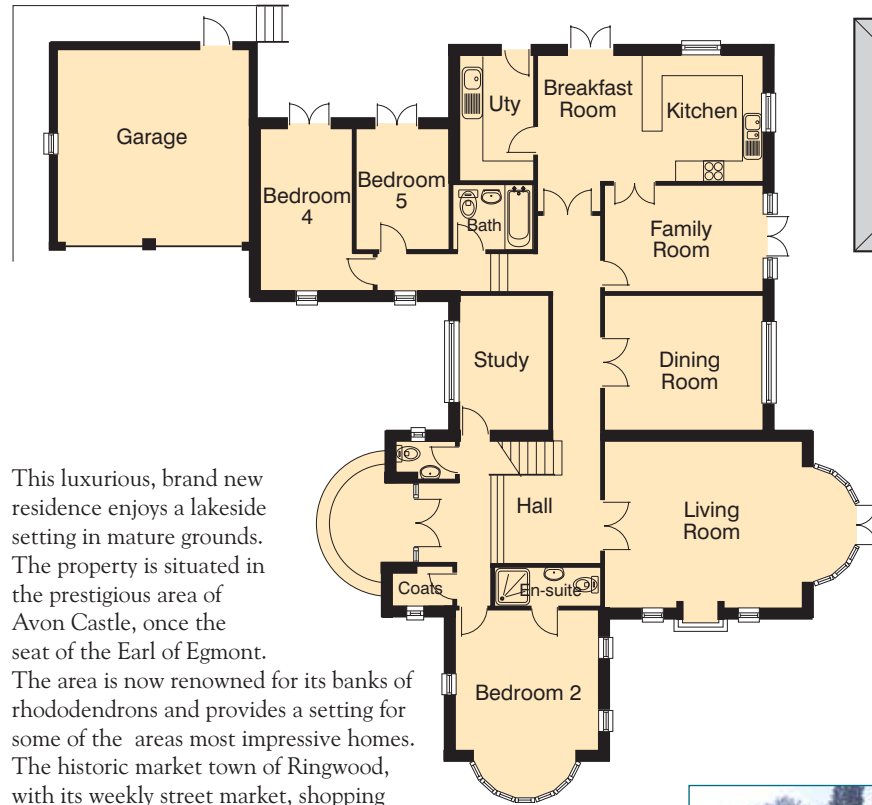 Garage
Uty
Breakfast
Room
Kitchen
Bedroom
4
Bedroom
5
Bath
Family
Room
Study
Dining
Room
Hall
Living
Room
Coats
En-suite
Bedroom 2
This luxurious, brand new
residence enjoys a lakeside
setting in mature grounds.
The property is situated in
the prestigious area of
Avon Castle, once the
seat of the Earl of Egmont.
The area is now renowned for its banks of
rhododendrons and provides a setting for
some of the areas most impressive homes.
The historic market town of Ringwood,
with its weekly street market, shopping